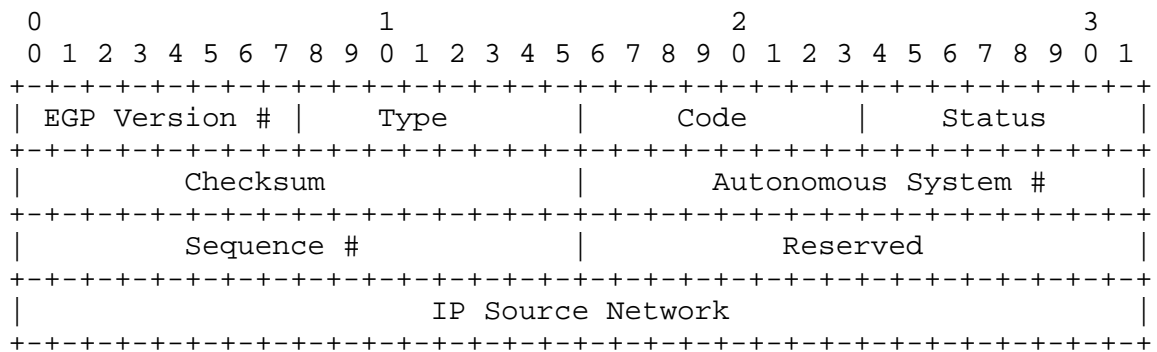 0                   1                   2                   3
 0 1 2 3 4 5 6 7 8 9 0 1 2 3 4 5 6 7 8 9 0 1 2 3 4 5 6 7 8 9 0 1
+-+-+-+-+-+-+-+-+-+-+-+-+-+-+-+-+-+-+-+-+-+-+-+-+-+-+-+-+-+-+-+-+
| EGP Version # |    Type       |     Code      |    Status     |
+-+-+-+-+-+-+-+-+-+-+-+-+-+-+-+-+-+-+-+-+-+-+-+-+-+-+-+-+-+-+-+-+
|         Checksum              |       Autonomous System #     |
+-+-+-+-+-+-+-+-+-+-+-+-+-+-+-+-+-+-+-+-+-+-+-+-+-+-+-+-+-+-+-+-+
|         Sequence #            |           Reserved            |
+-+-+-+-+-+-+-+-+-+-+-+-+-+-+-+-+-+-+-+-+-+-+-+-+-+-+-+-+-+-+-+-+
|                       IP Source Network                       |
+-+-+-+-+-+-+-+-+-+-+-+-+-+-+-+-+-+-+-+-+-+-+-+-+-+-+-+-+-+-+-+-+